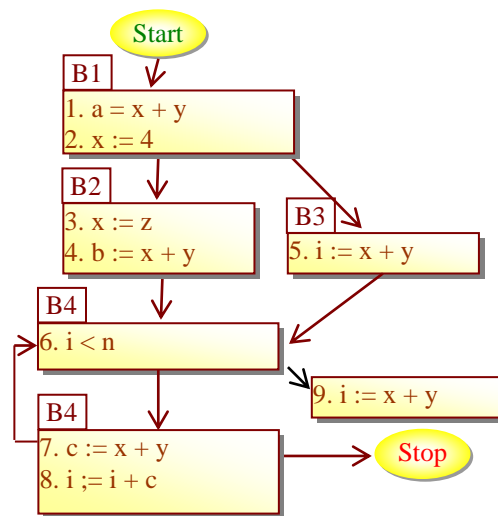 Start
B1
1. a = x + y
2. x := 4
B2
3. x := z
4. b := x + y
B3
5. i := x + y
B4
6. i < n
9. i := x + y
B4
7. c := x + y
8. i ;= i + c
Stop